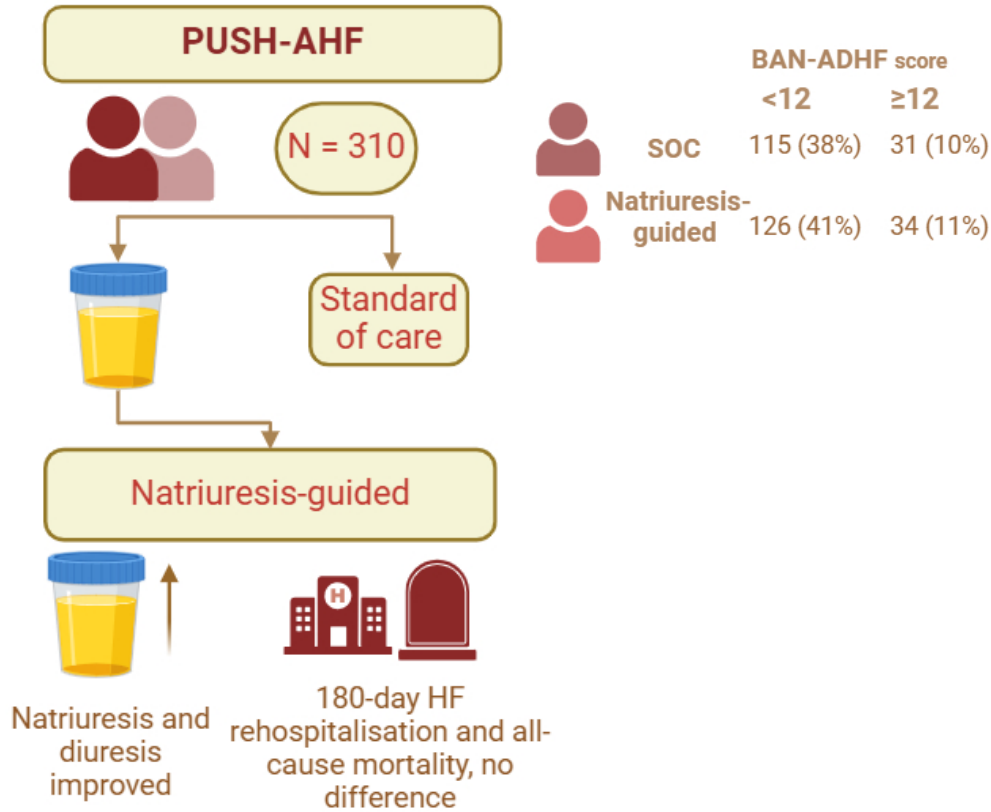 PUSH-AHF
N = 310
Standard
of care
Natriuresis-guided
H
Natriuresis and
diuresis
improved
180-day HF
rehospitalisation and all-
cause mortality, no
difference
BAN-ADHF score
<12 ≥12
SOC 115 (38%) 31 (10%)
Natriuresis-
guided 126 (41%) 34 (11%)